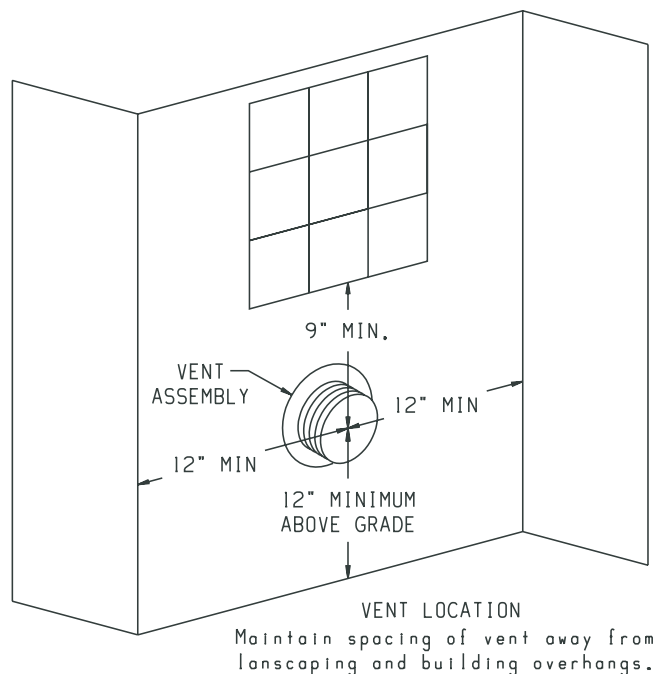 9" MIN.
VENT
ASSEMBLY
12" MIN
12" MIN
12" MINIMUM
ABOVE GRADE
VENT LOCATION
Maintain spacing of vent away from
lanscaping and building overhangs.